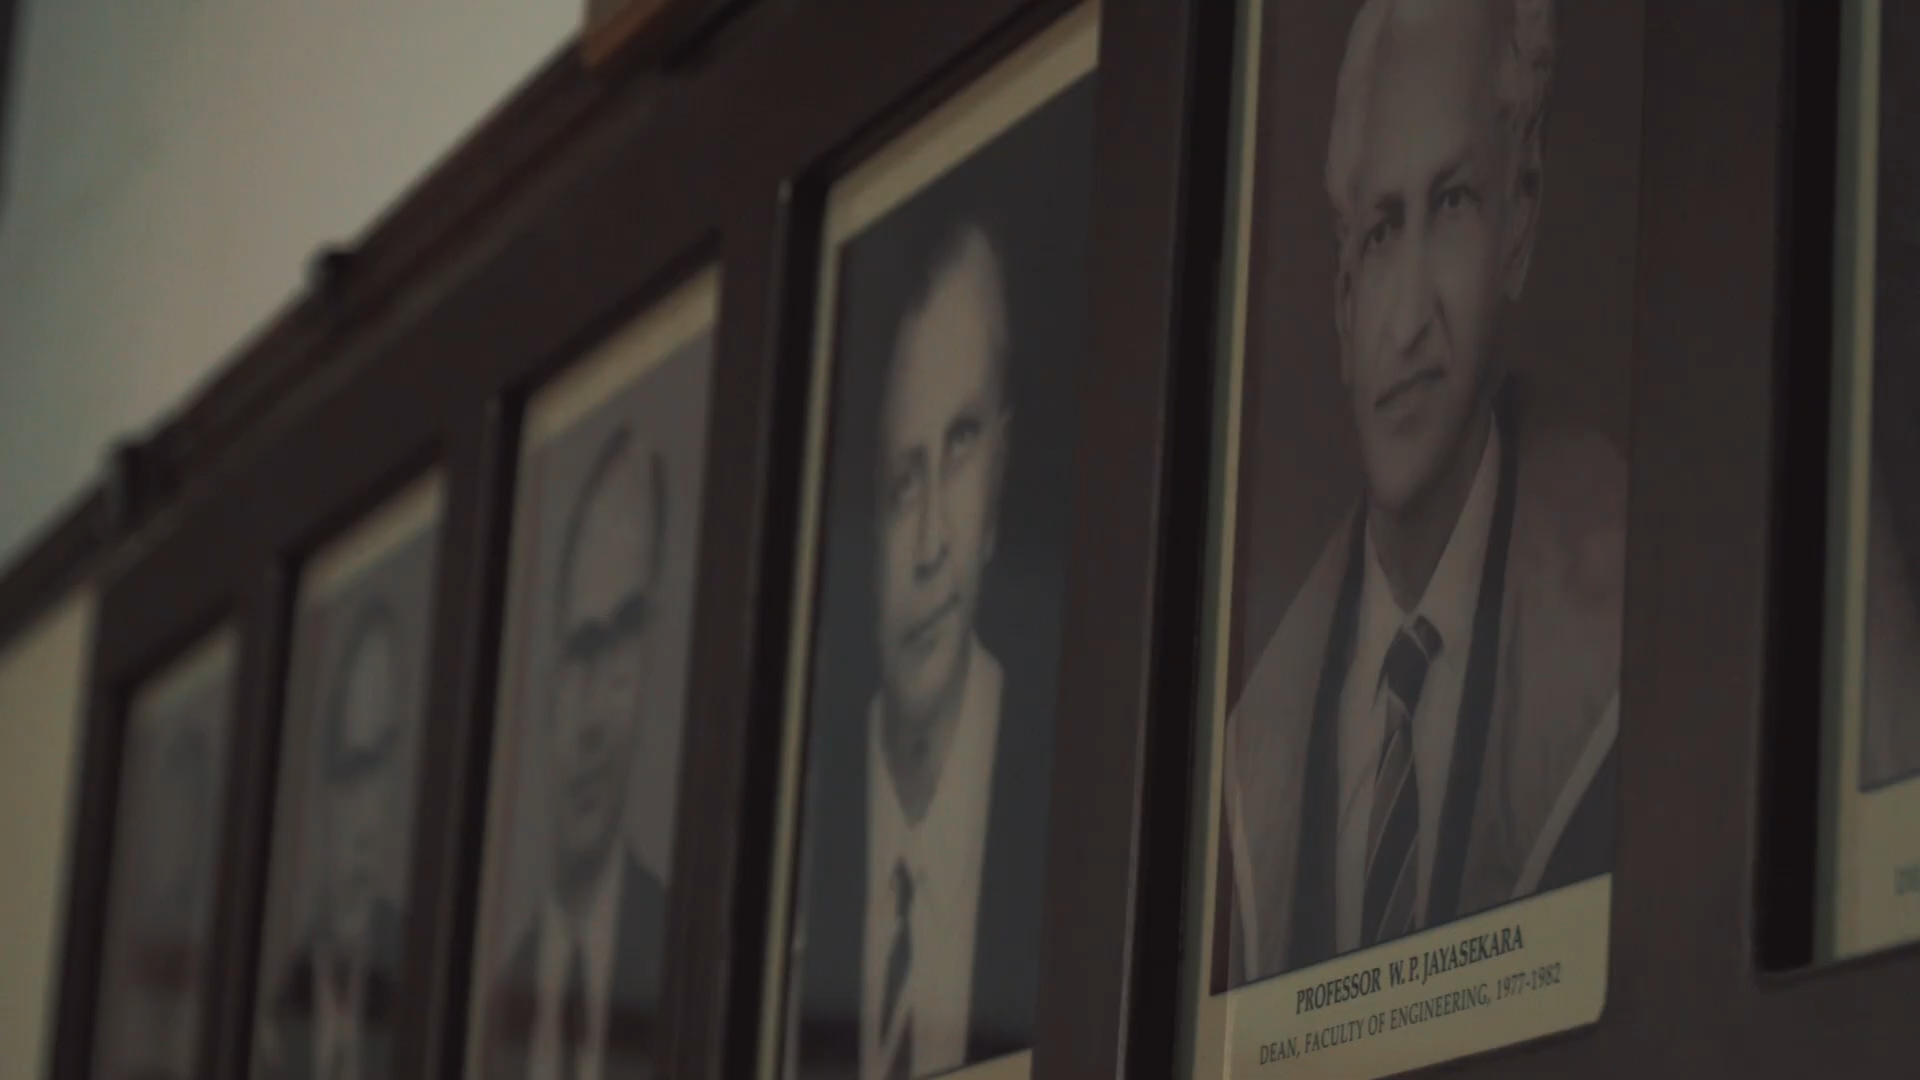 PROFESSOR W. P. JAYASEKARA
DEAN, FACULTY OF ENGINEERING, 1977-1982